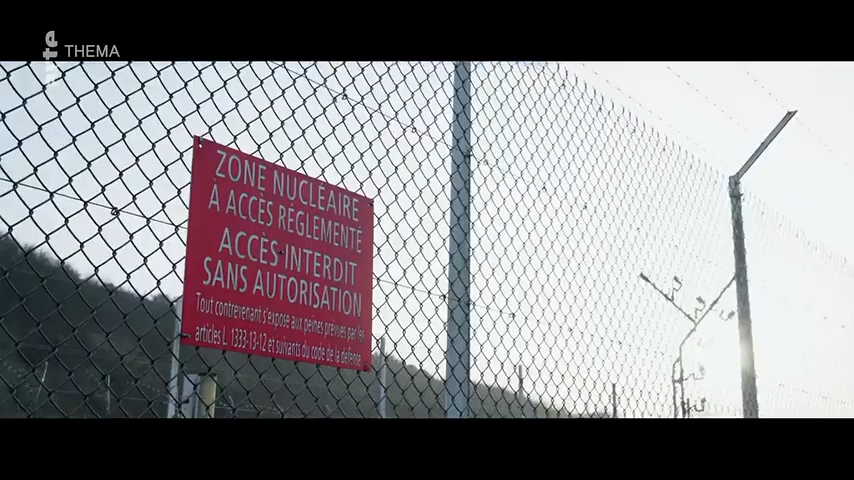 arte THEMA
ZONE NUCLÉAIRE
À ACCÈS RÉGLEMENTÉ
ACCÈS INTERDIT
SANS AUTORISATION
Tout contrevenant s'expose aux peines prévues par les
articles L. 1333-13-12 et suivants du code de la défense